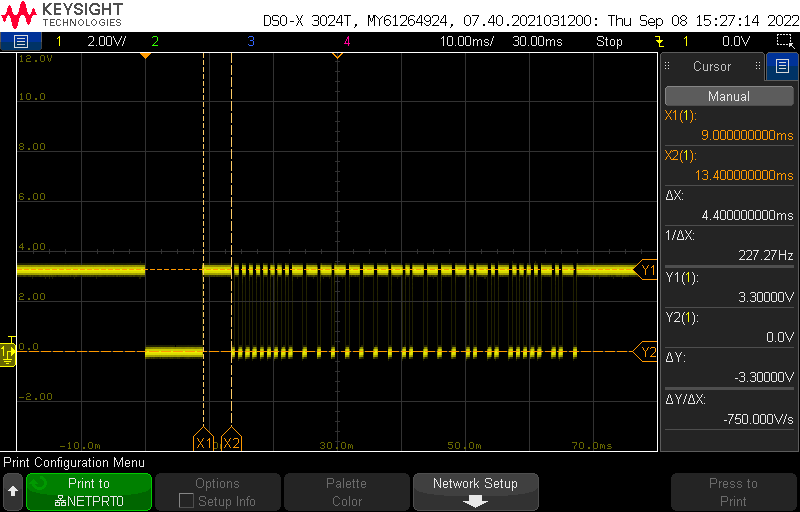 KEYSIGHT
TECHNOLOGIES
DSO-X 3024T, MY61264924, 07.40.2021031200: Thu Sep 08 15:27:14 2022
1 2.00V/ 2 3 4 10.00ms/ 30.00ms Stop 1 0.0V
12.0V
10.0
8.00
6.00
4.00
2.00
0.0
-2.00
T
1
Y1
Y2
X1 X2
-10.0m 30.0m 50.0m 70.0ms
Cursor
Manual
X1(1):
9.000000000ms
X2(1):
13.400000000ms
ΔX:
4.400000000ms
1/ΔX:
227.27Hz
Y1(1):
3.30000V
Y2(1):
0.0V
ΔY:
-3.30000V
ΔY/ΔX:
-750.000V/s
Print Configuration Menu
Print to
NETPRT0
Options
Setup Info
Palette
Color
Network Setup
Press to
Print